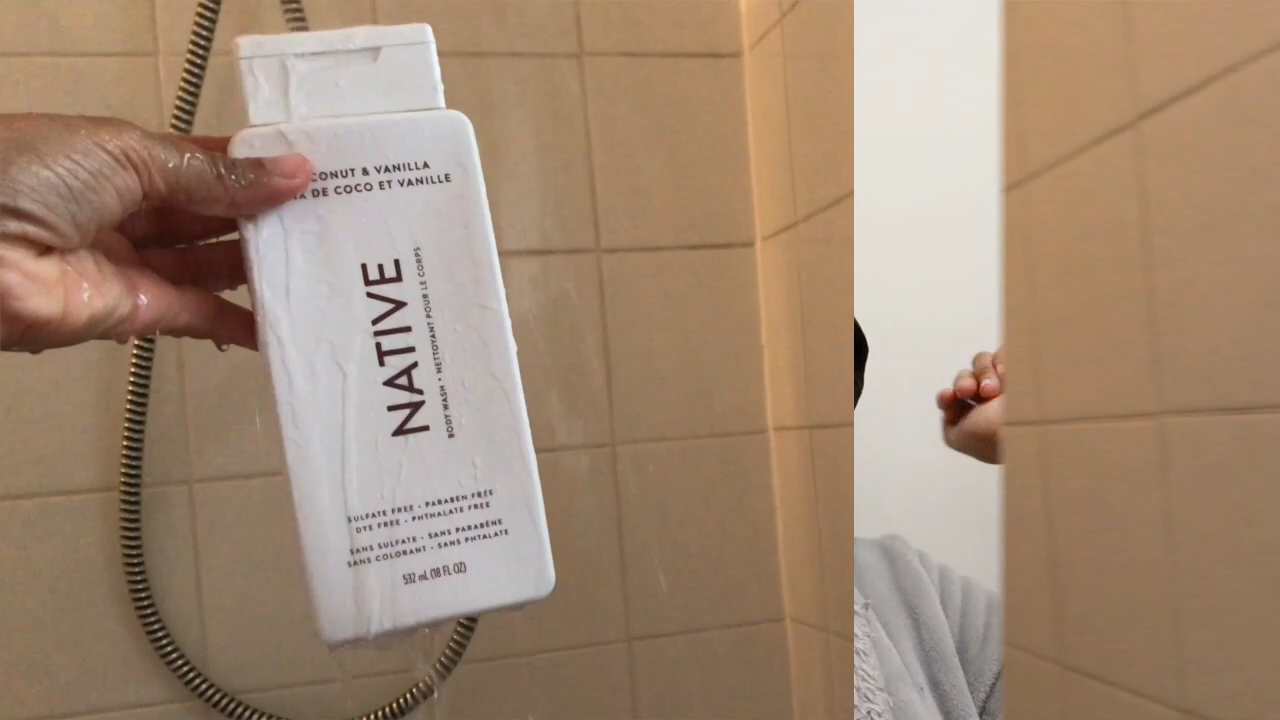 CONUT & VANILLA
DE COCO ET VANILLE
NATIVE
BODY WASH • NETTOYANT POUR LE CORPS
SULFATE FREE • PARABEN FREE
DYE FREE • PHTHALATE FREE
SANS SULFATE • SANS PARABÈNE
SANS COLORANT • SANS PHTALATE
532 mL (18 FL OZ)